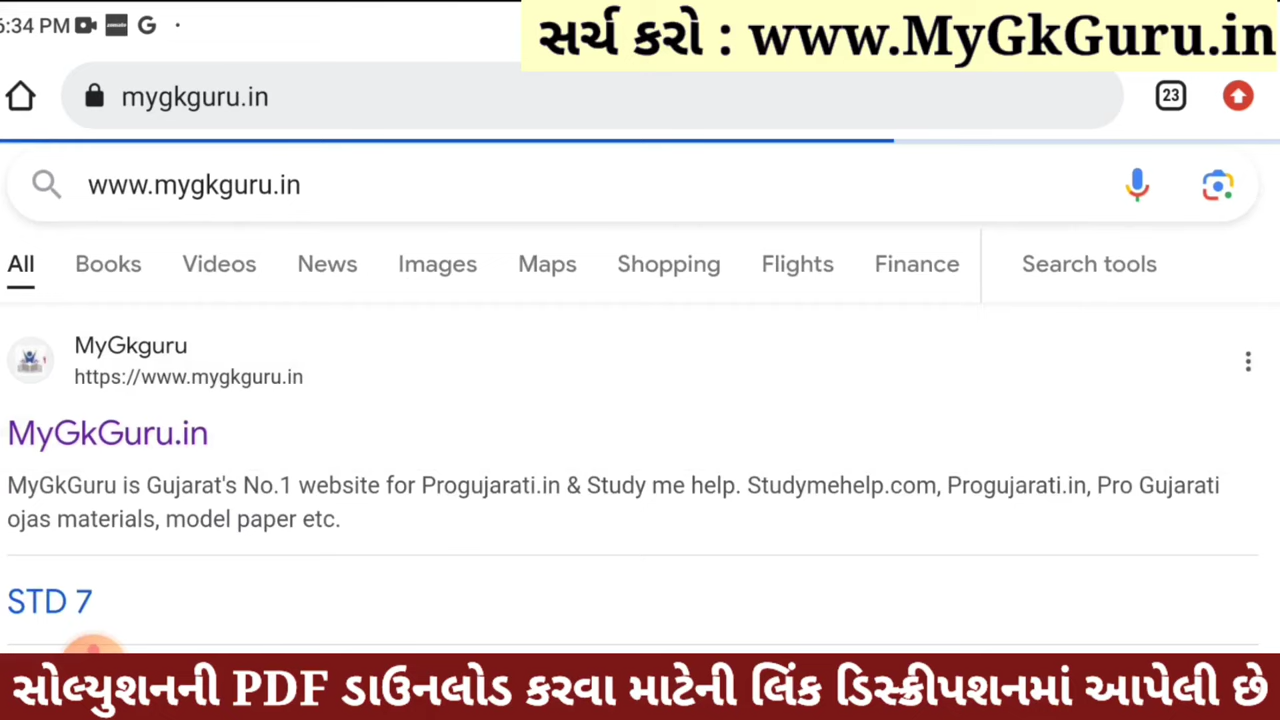 6:34 PM
સર્ચ કરો : www.MyGkGuru.in
mygkguru.in
23
www.mygkguru.in
All Books Videos News Images Maps Shopping Flights Finance Search tools
MyGkguru
https://www.mygkguru.in
MyGkGuru.in
MyGkGuru is Gujarat's No.1 website for Progujarati.in & Study me help. Studymehelp.com, Progujarati.in, Pro Gujarati
ojas materials, model paper etc.
STD 7
સોલ્યુશનની PDF ડાઉનલોડ કરવા માટેની લિંક ડિસ્ક્રીપશનમાં આપેલી છે